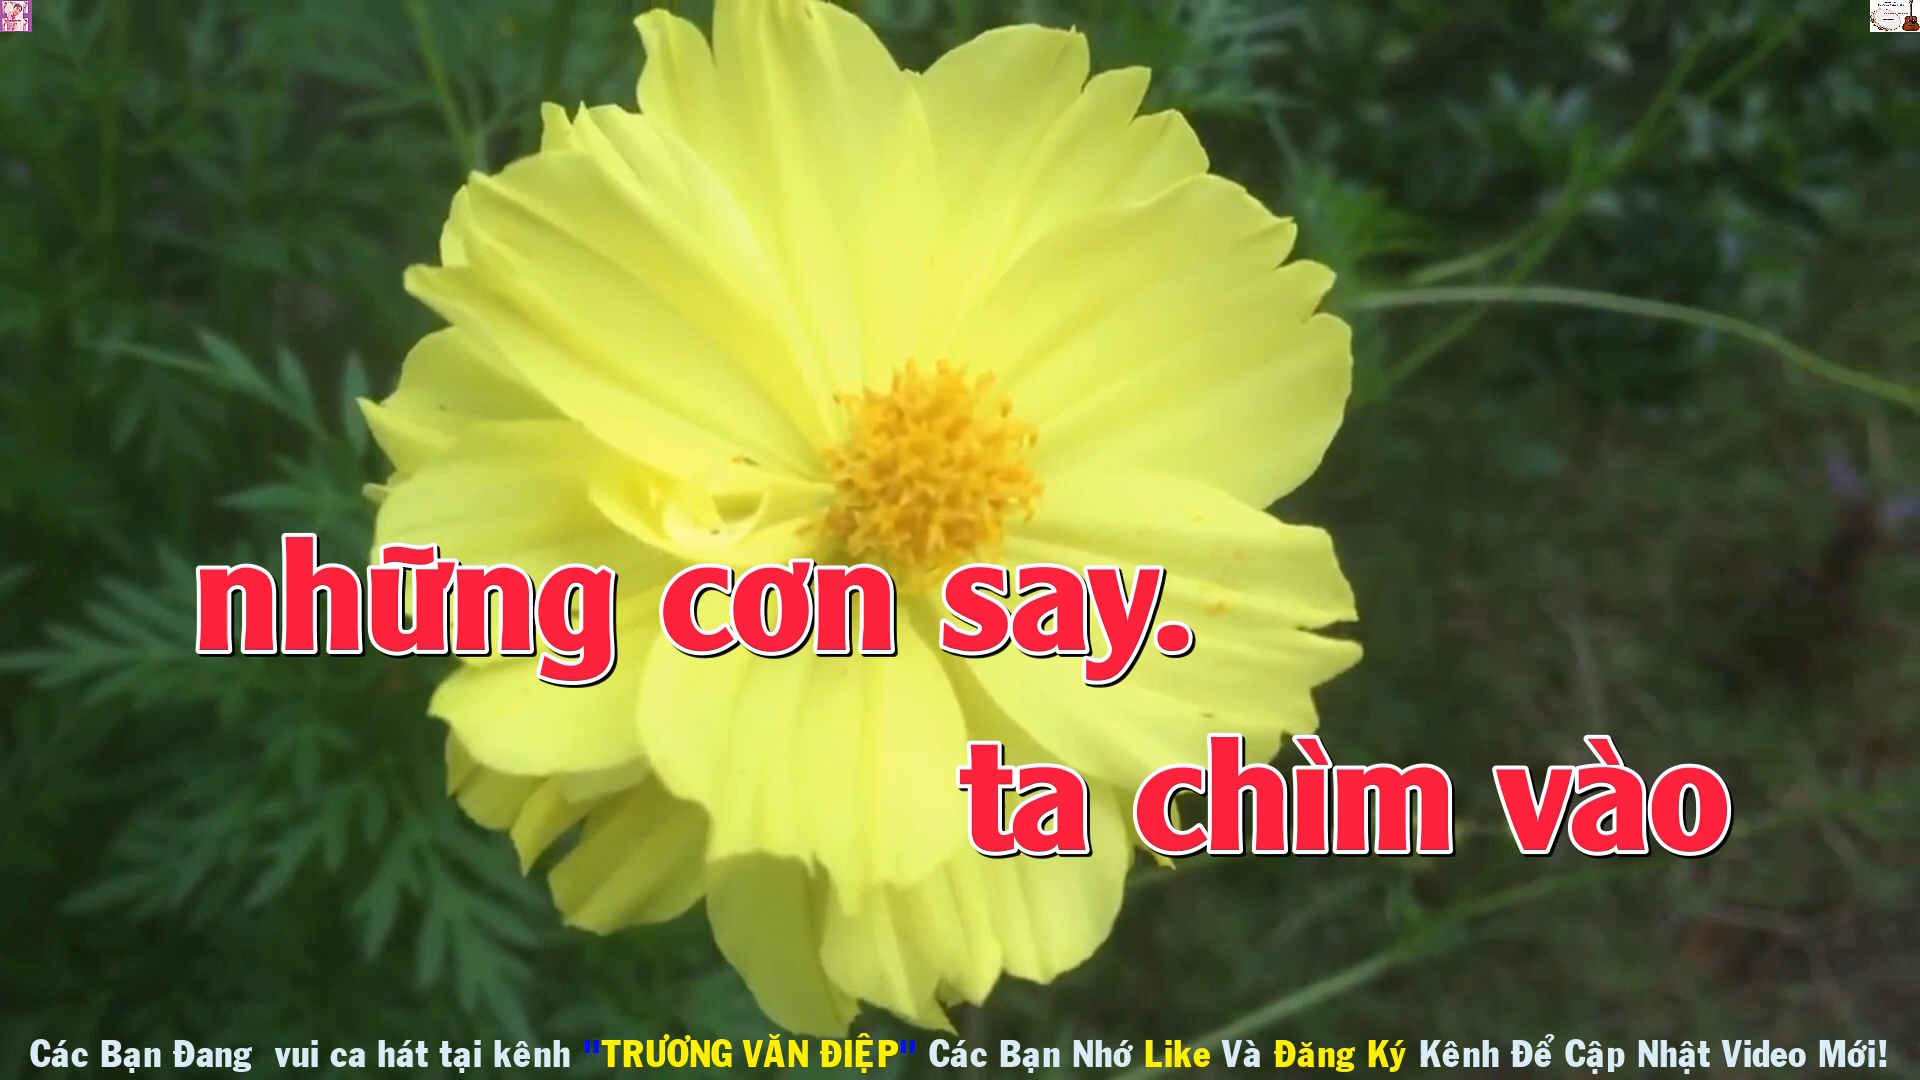 những cơn say.
ta chìm vào
Các Bạn Đang  vui ca hát tại kênh "TRƯƠNG VĂN ĐIỆP" Các Bạn Nhớ Like Và Đăng Ký Kênh Để Cập Nhật Video Mới!